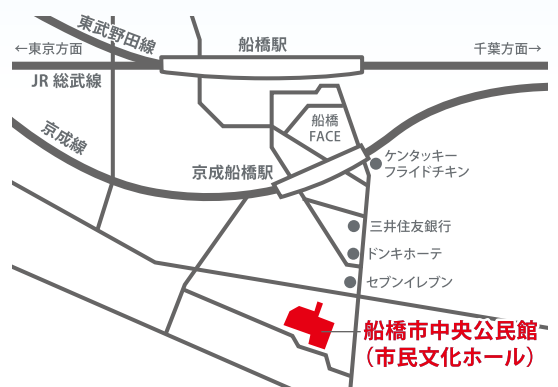 東武野田線
船橋駅
←東京方面
千葉方面→
JR 総武線
船橋
FACE
京成線
京成船橋駅
ケンタッキー
フライドチキン
三井住友銀行
ドンキホーテ
セブンイレブン
船橋市中央公民館
（市民文化ホール）